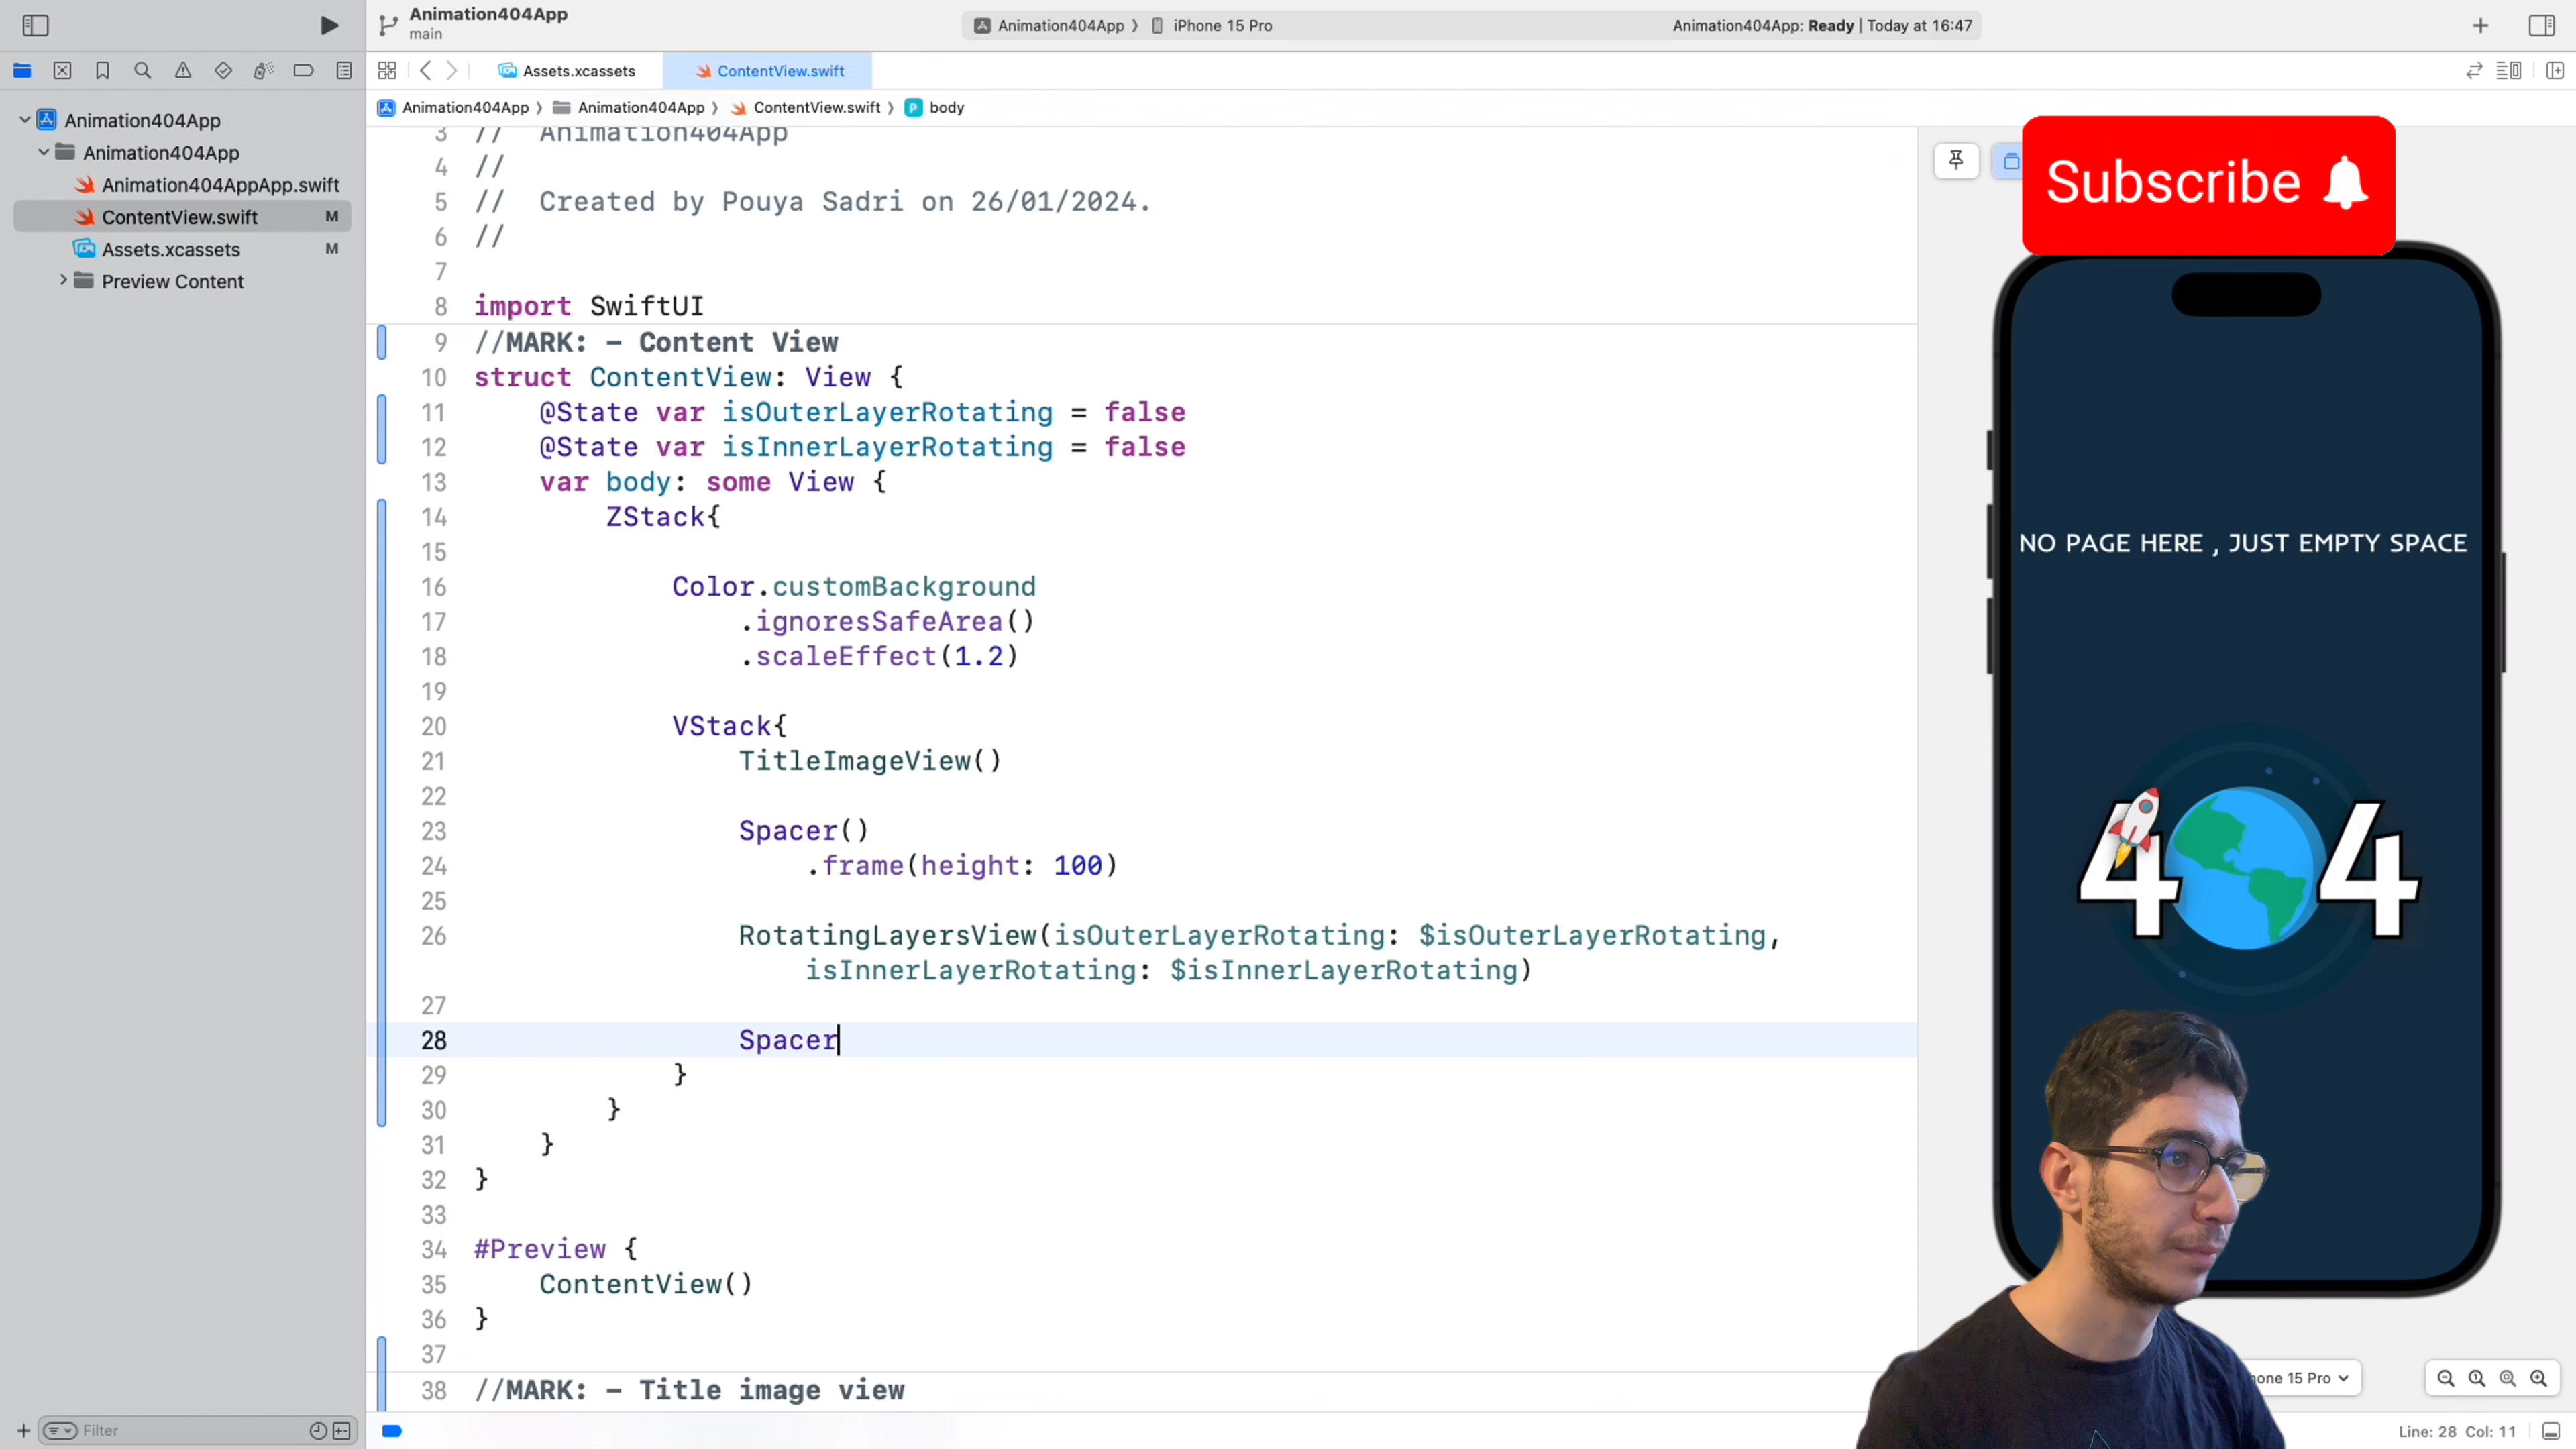 Animation404App
main
Animation404App 〉 iPhone 15 Pro
Animation404App: Ready | Today at 16:47
Assets.xcassets
ContentView.swift
Animation404App 〉 Animation404App 〉 ContentView.swift 〉 P body
Animation404App
Animation404App
Animation404AppApp.swift
ContentView.swift M
Assets.xcassets M
Preview Content
3 //  Animation404App
4 //
5 //  Created by Pouya Sadri on 26/01/2024.
6 //
7
8 import SwiftUI
9 //MARK: - Content View
10 struct ContentView: View {
11     @State var isOuterLayerRotating = false
12     @State var isInnerLayerRotating = false
13     var body: some View {
14         ZStack{
15
16             Color.customBackground
17                 .ignoresSafeArea()
18                 .scaleEffect(1.2)
19
20             VStack{
21                 TitleImageView()
22
23                 Spacer()
24                     .frame(height: 100)
25
26                 RotatingLayersView(isOuterLayerRotating: $isOuterLayerRotating,
                    isInnerLayerRotating: $isInnerLayerRotating)
27
28                 Spacer
29             }
30         }
31     }
32 }
33
34 #Preview {
35     ContentView()
36 }
37
38 //MARK: - Title image view
Subscribe
NO PAGE HERE , JUST EMPTY SPACE
4 4
hone 15 Pro
Filter
Line: 28 Col: 11